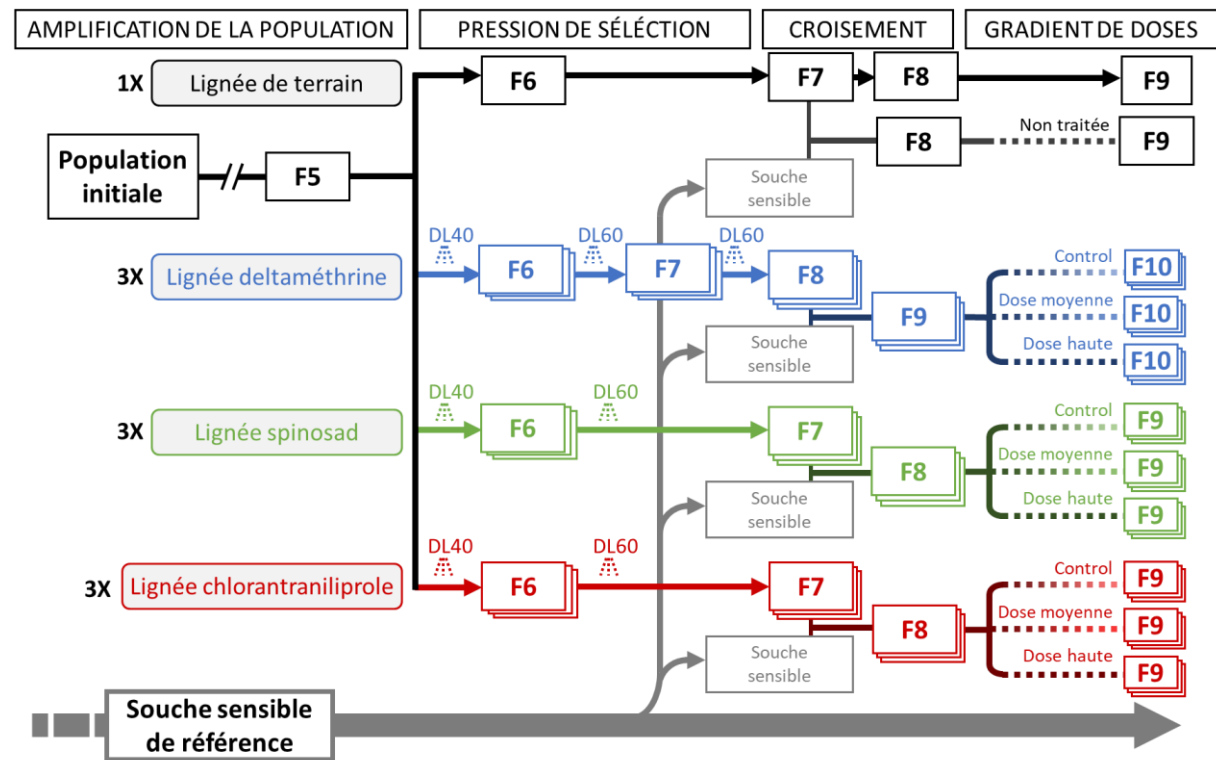 AMPLIFICATION DE LA POPULATION
PRESSION DE SÉLÉCTION
CROISEMENT
GRADIENT DE DOSES
1X
Lignée de terrain
F6
F7
F8
F9
Non traitée
F8
F9
Population
initiale
F5
Souche
sensible
DL40
DL60
DL60
3X
Lignée deltaméthrine
F6
F7
F8
F9
Control
F10
Dose moyenne
F10
Dose haute
F10
Souche
sensible
DL40
DL60
3X
Lignée spinosad
F6
F7
F8
Control
F9
Dose moyenne
F9
Dose haute
F9
Souche
sensible
DL40
DL60
3X
Lignée chlorantraniliprole
F6
F7
F8
Control
F9
Dose moyenne
F9
Dose haute
F9
Souche
sensible
Souche sensible
de référence